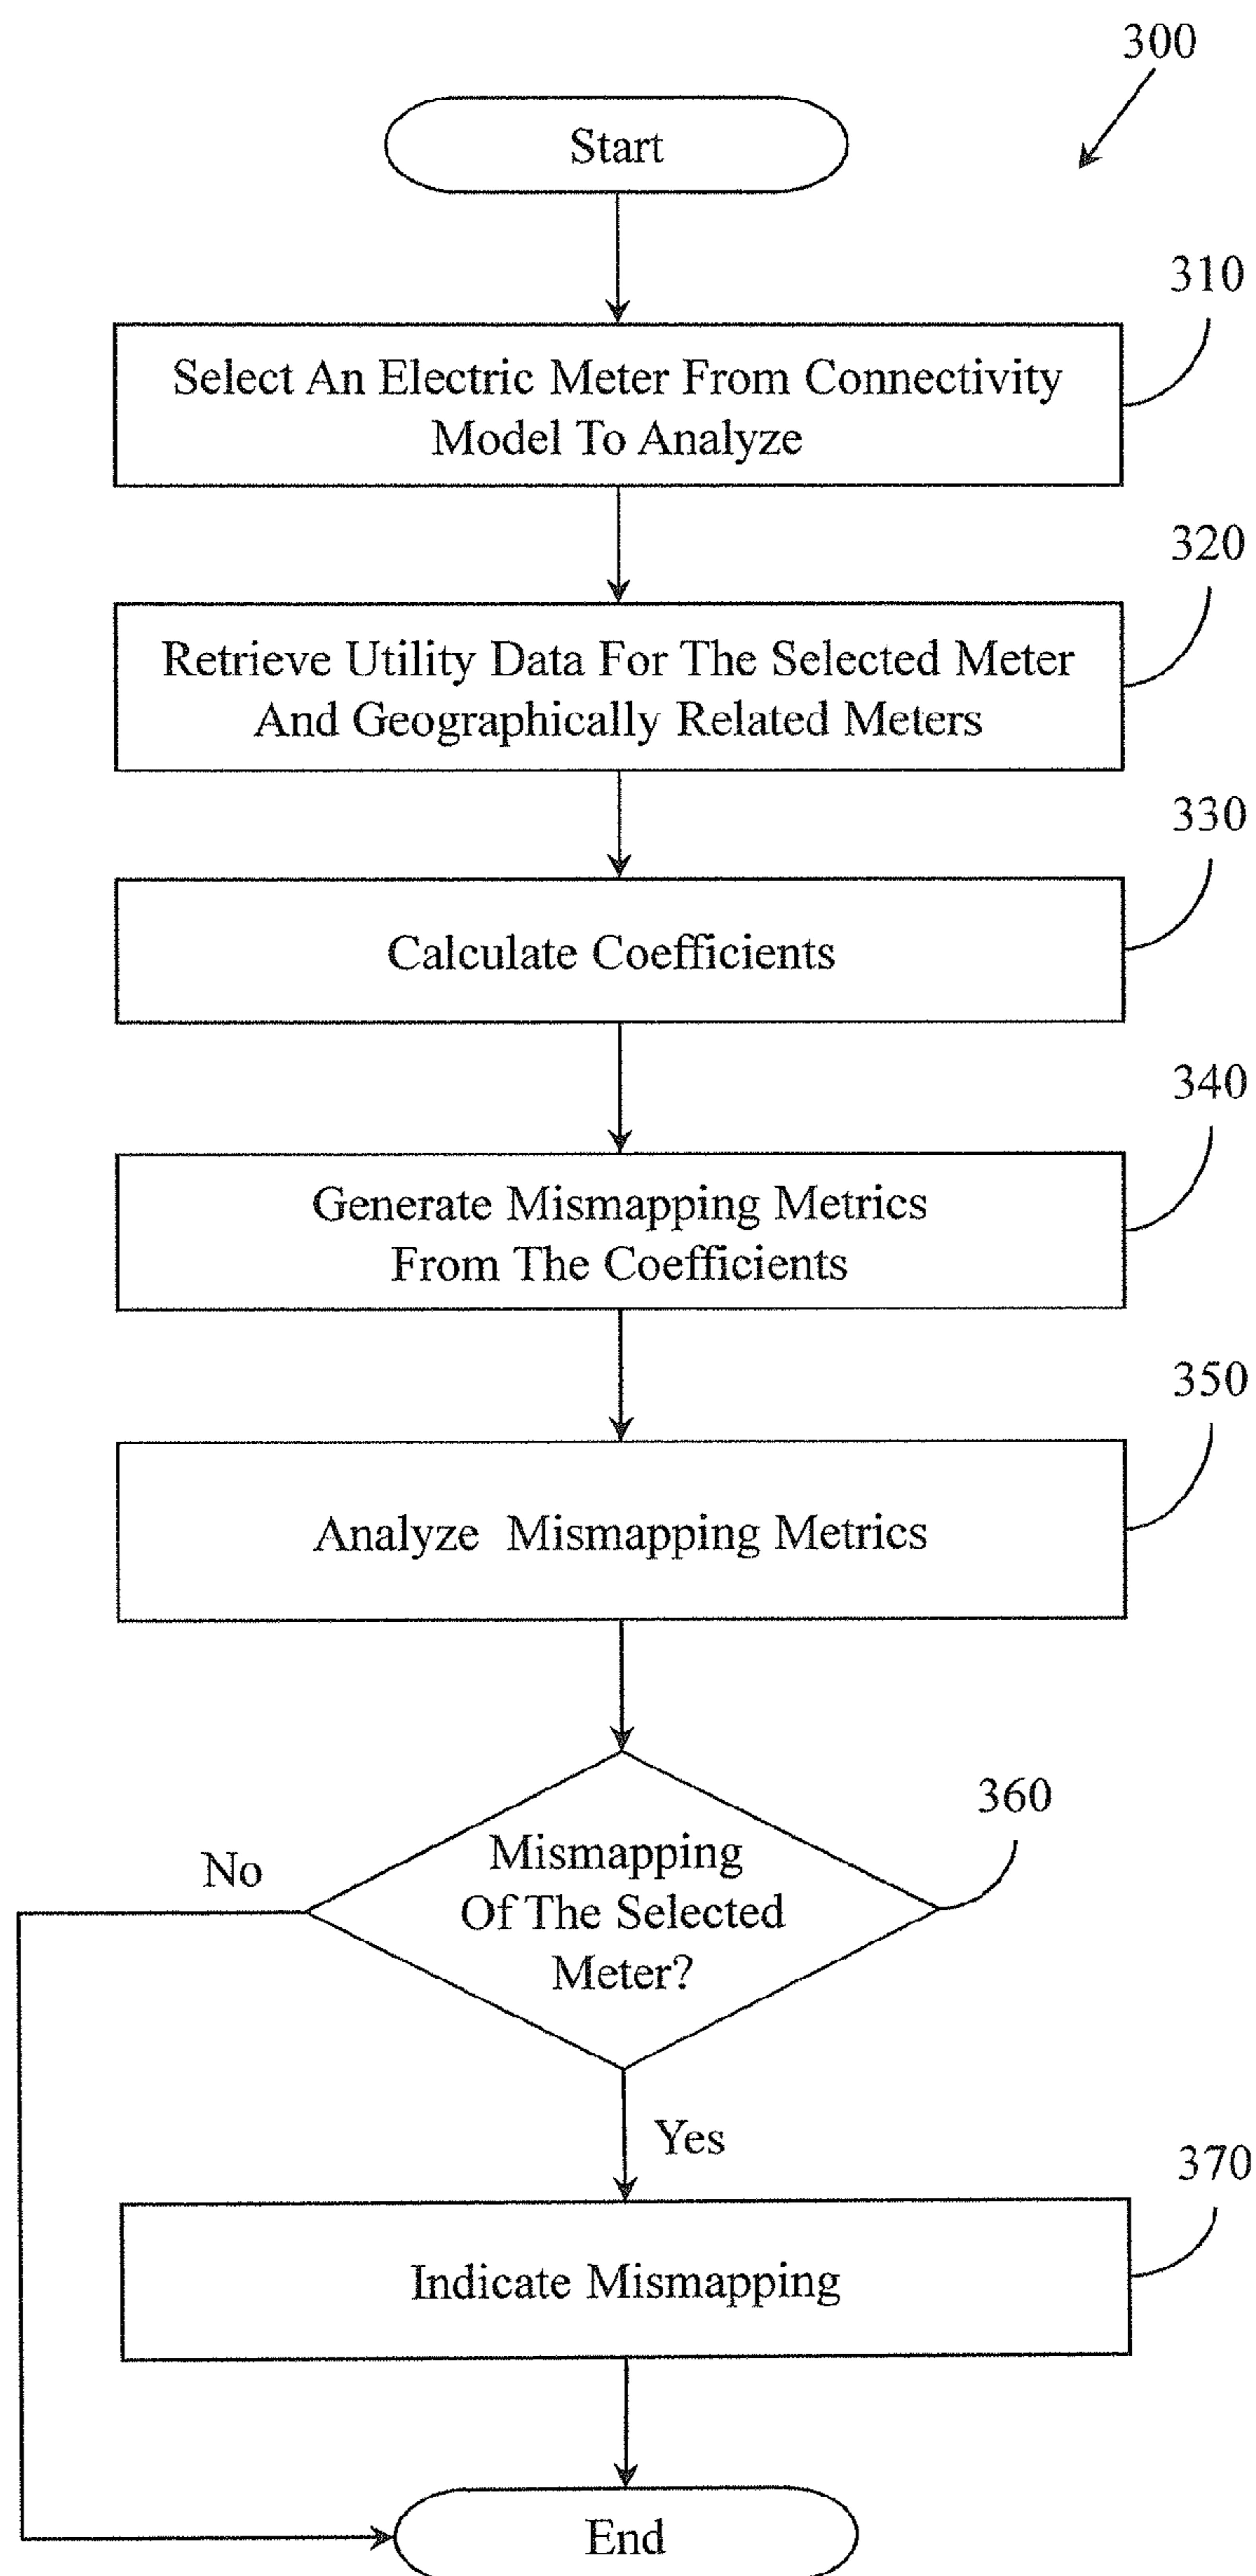 300
Start
310
Select An Electric Meter From Connectivity
Model To Analyze
320
Retrieve Utility Data For The Selected Meter
And Geographically Related Meters
330
Calculate Coefficients
340
Generate Mismapping Metrics
From The Coefficients
350
Analyze Mismapping Metrics
360
No
Mismapping
Of The Selected
Meter?
Yes
370
Indicate Mismapping
End